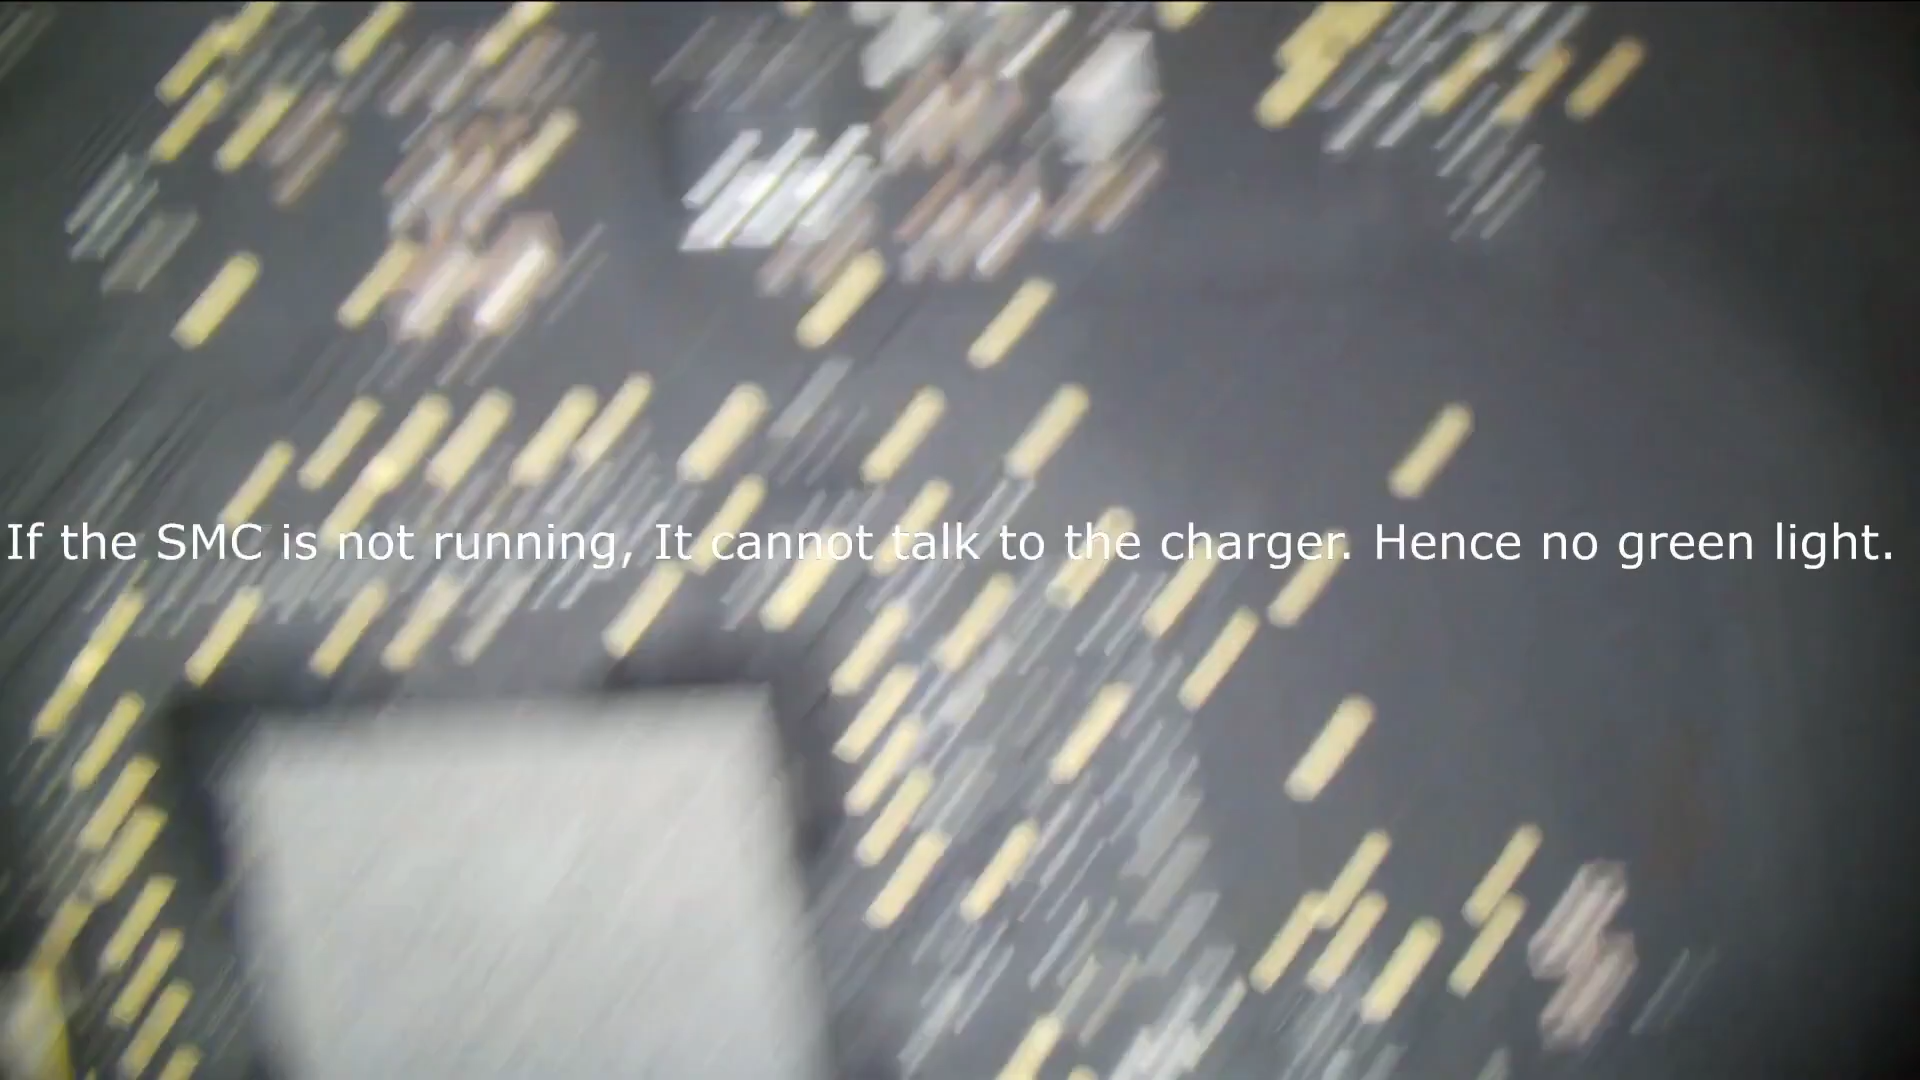 If the SMC is not running, It cannot talk to the charger. Hence no green light.